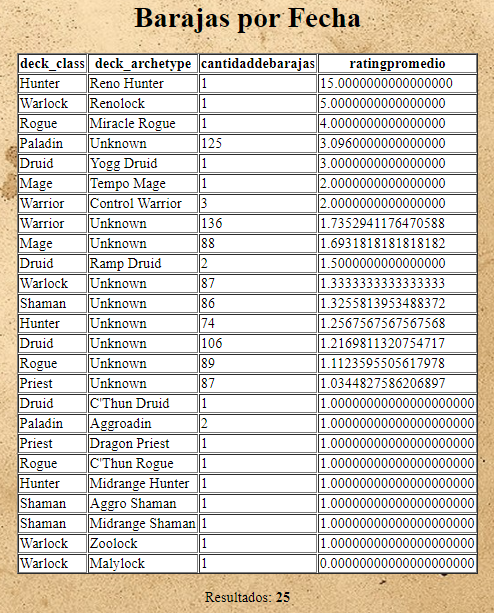 Barajas por Fecha
deck_class deck_archetype cantidaddebarajas ratingpromedio
Hunter Reno Hunter 1 15.0000000000000000
Warlock Renolock 1 5.0000000000000000
Rogue Miracle Rogue 1 4.0000000000000000
Paladin Unknown 125 3.0960000000000000
Druid Yogg Druid 1 3.0000000000000000
Mage Tempo Mage 1 2.0000000000000000
Warrior Control Warrior 3 2.0000000000000000
Warrior Unknown 136 1.7352941176470588
Mage Unknown 88 1.6931818181818182
Druid Ramp Druid 2 1.5000000000000000
Warlock Unknown 87 1.3333333333333333
Shaman Unknown 86 1.3255813953488372
Hunter Unknown 74 1.2567567567567568
Druid Unknown 106 1.2169811320754717
Rogue Unknown 89 1.1123595505617978
Priest Unknown 87 1.0344827586206897
Druid C'Thun Druid 1 1.00000000000000000000
Paladin Aggroadin 2 1.00000000000000000000
Priest Dragon Priest 1 1.00000000000000000000
Rogue C'Thun Rogue 1 1.00000000000000000000
Hunter Midrange Hunter 1 1.00000000000000000000
Shaman Aggro Shaman 1 1.00000000000000000000
Shaman Midrange Shaman 1 1.00000000000000000000
Warlock Zoolock 1 1.00000000000000000000
Warlock Malylock 1 0.00000000000000000000
Resultados: 25